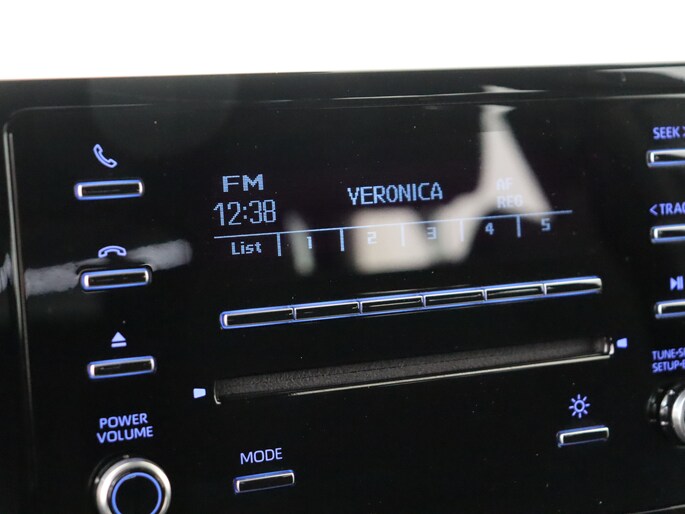 FM
12:38
VERONICA
AF
REG
List 1 2 3 4 5
SEEK >
< TRAC
POWER
VOLUME
MODE
TUNE-S
SETUP-